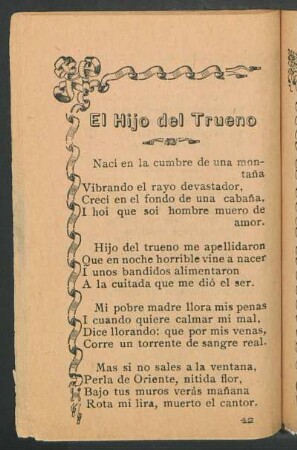 El Hijo del Trueno
Naci en la cumbre de una mon-
taña
Vibrando el rayo devastador,
Creci en el fondo de una cabaña,
I hoi que soi hombre muero de
amor.
Hijo del trueno me apellidaron
Que en noche horrible vine a nacer
I unos bandidos alimentaron
A la cuitada que me dió el ser.
Mi pobre madre llora mis penas
I cuando quiere calmar mi mal,
Dice llorando: que por mis venas,
Corre un torrente de sangre real.
Mas si no sales a la ventana,
Perla de Oriente, nitida flor,
Bajo tus muros verás mañana
Rota mi lira, muerto el cantor.
42